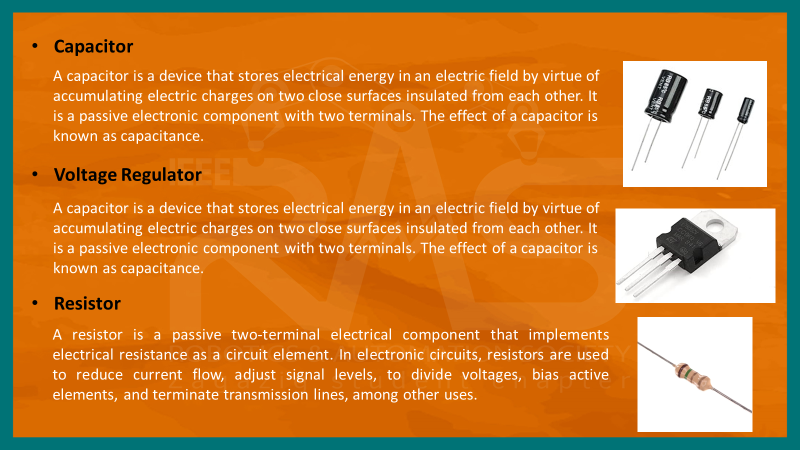 • Capacitor
A capacitor is a device that stores electrical energy in an electric field by virtue of
accumulating electric charges on two close surfaces insulated from each other. It
is a passive electronic component with two terminals. The effect of a capacitor is
known as capacitance.
• Voltage Regulator
A capacitor is a device that stores electrical energy in an electric field by virtue of
accumulating electric charges on two close surfaces insulated from each other. It
is a passive electronic component with two terminals. The effect of a capacitor is
known as capacitance.
• Resistor
A resistor is a passive two-terminal electrical component that implements
electrical resistance as a circuit element. In electronic circuits, resistors are used
to reduce current flow, adjust signal levels, to divide voltages, bias active
elements, and terminate transmission lines, among other uses.
IEEE
RAS